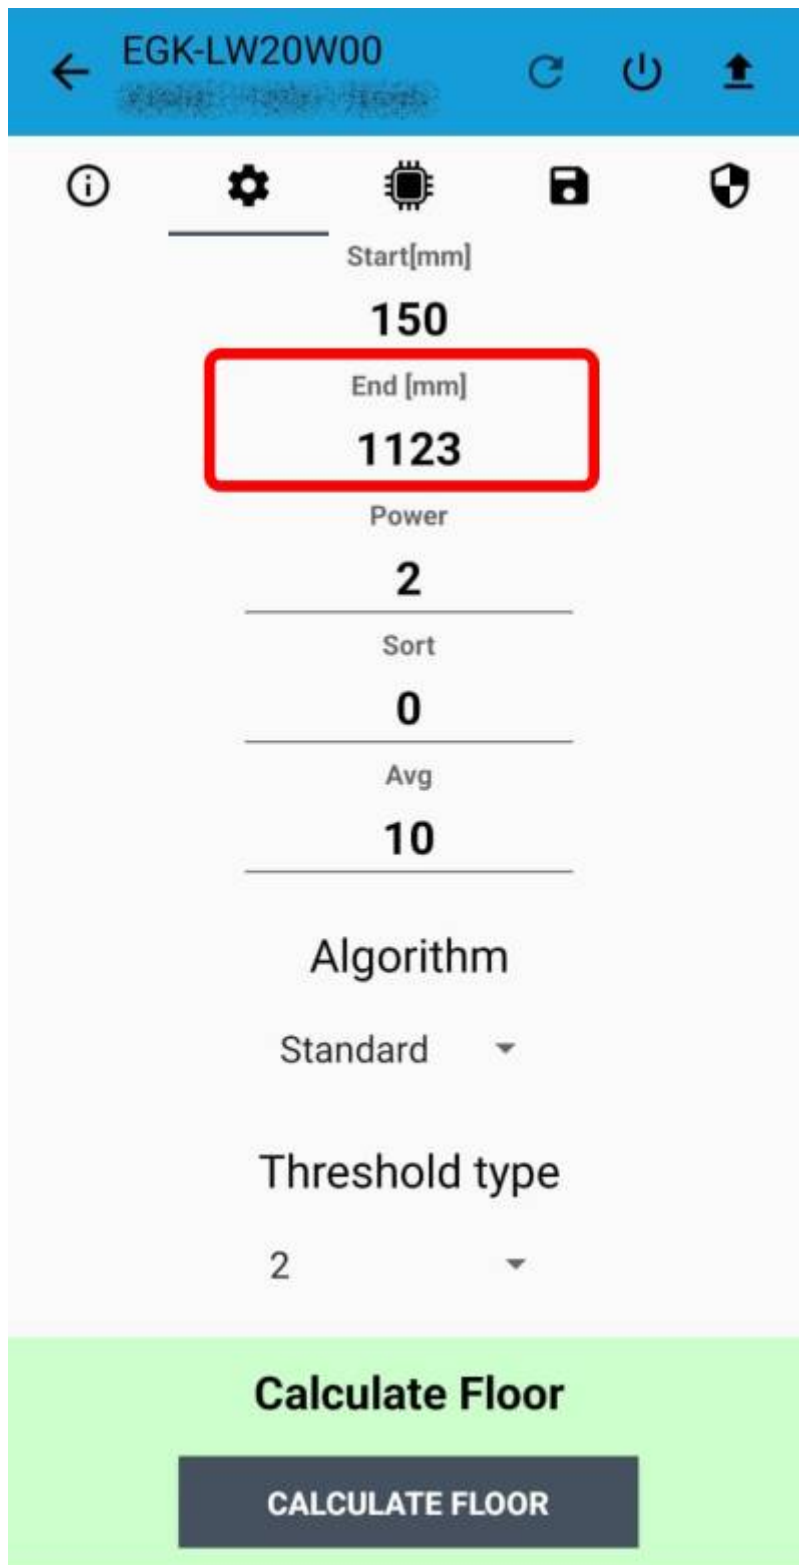 EGK-LW20W00
Start[mm]
150
End [mm]
1123
Power
2
Sort
0
Avg
10
Algorithm
Standard
Threshold type
2
Calculate Floor
CALCULATE FLOOR